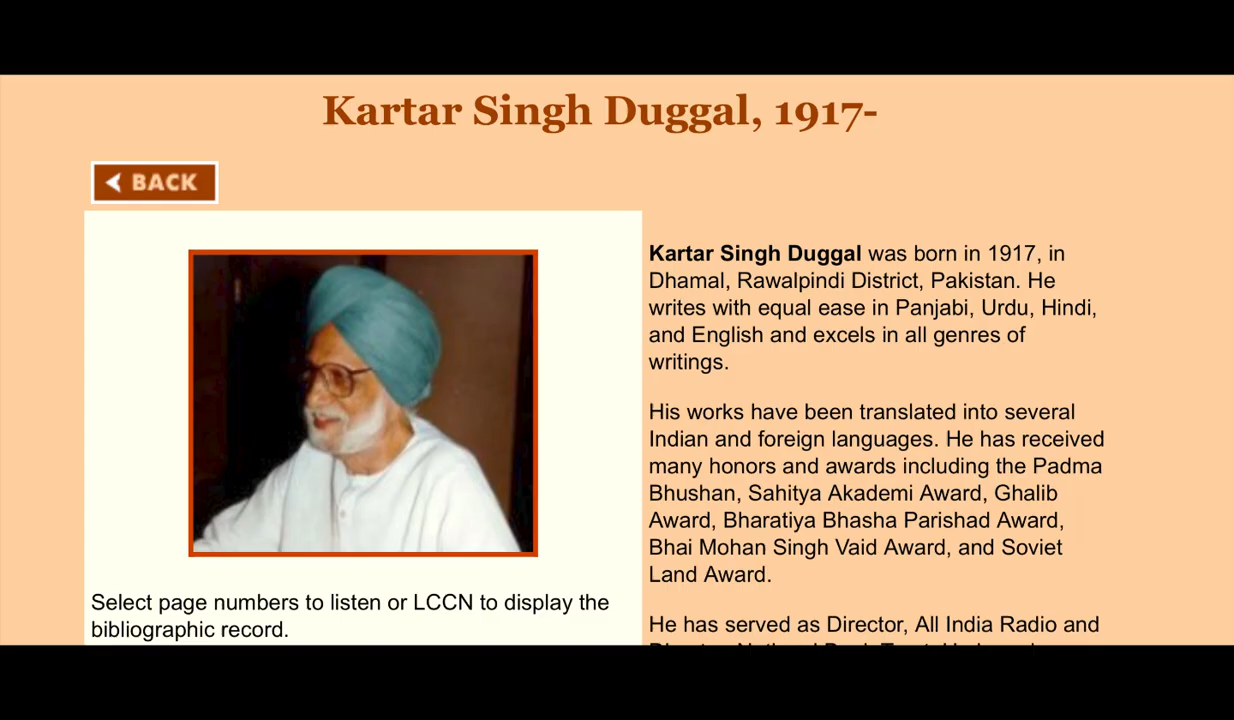 Kartar Singh Duggal, 1917-
BACK
Select page numbers to listen or LCCN to display the
bibliographic record.
Kartar Singh Duggal was born in 1917, in
Dhamal, Rawalpindi District, Pakistan. He
writes with equal ease in Panjabi, Urdu, Hindi,
and English and excels in all genres of
writings.
His works have been translated into several
Indian and foreign languages. He has received
many honors and awards including the Padma
Bhushan, Sahitya Akademi Award, Ghalib
Award, Bharatiya Bhasha Parishad Award,
Bhai Mohan Singh Vaid Award, and Soviet
Land Award.
He has served as Director, All India Radio and